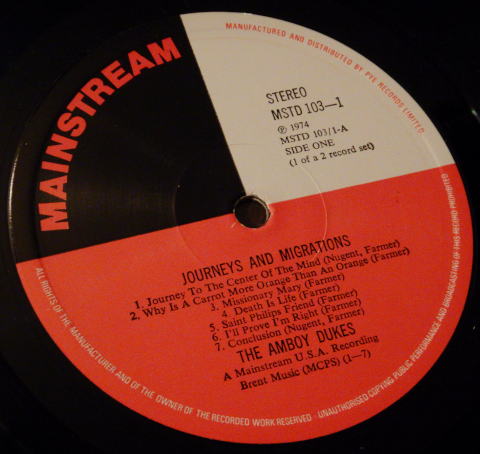 MAINSTREAM
MANUFACTURED AND DISTRIBUTED BY PYE RECORDS LIMITED
STEREO
MSTD 103—1
℗ 1974
MSTD 103/1-A
SIDE ONE
(1 of a 2 record set)
JOURNEYS AND MIGRATIONS
1. Journey To The Center Of The Mind (Nugent, Farmer)
2. Why Is A Carrot More Orange Than An Orange (Farmer)
3. Missionary Mary (Farmer)
4. Death Is Life (Farmer)
5. Saint Philips Friend (Farmer)
6. I'll Prove I'm Right (Farmer)
7. Conclusion (Nugent, Farmer)
THE AMBOY DUKES
A Mainstream U.S.A. Recording
Brent Music (MCPS) (1—7)
ALL RIGHTS OF THE MANUFACTURER AND OF THE OWNER OF THE RECORDED WORK RESERVED · UNAUTHORISED COPYING PUBLIC PERFORMANCE AND BROADCASTING OF THIS RECORD PROHIBITED